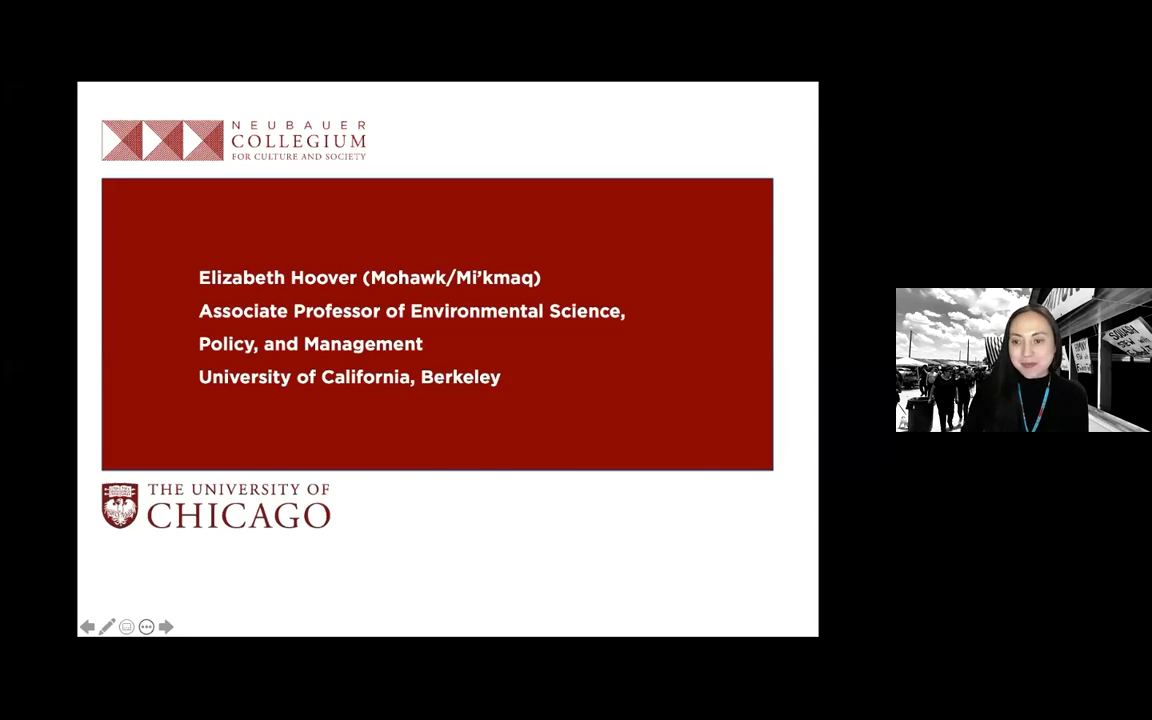 NEUBAUER
COLLEGIUM
FOR CULTURE AND SOCIETY
Elizabeth Hoover (Mohawk/Mi’kmaq)
Associate Professor of Environmental Science,
Policy, and Management
University of California, Berkeley
THE UNIVERSITY OF
CHICAGO
SQUASH